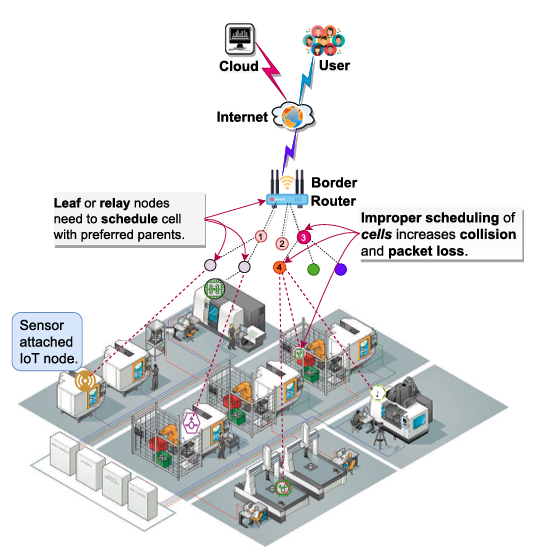 Cloud
User
Internet
Border
Router
Leaf or relay nodes
need to schedule cell
with preferred parents.
Improper scheduling of
cells increases collision
and packet loss.
1
2
3
4
Sensor
attached
IoT node.